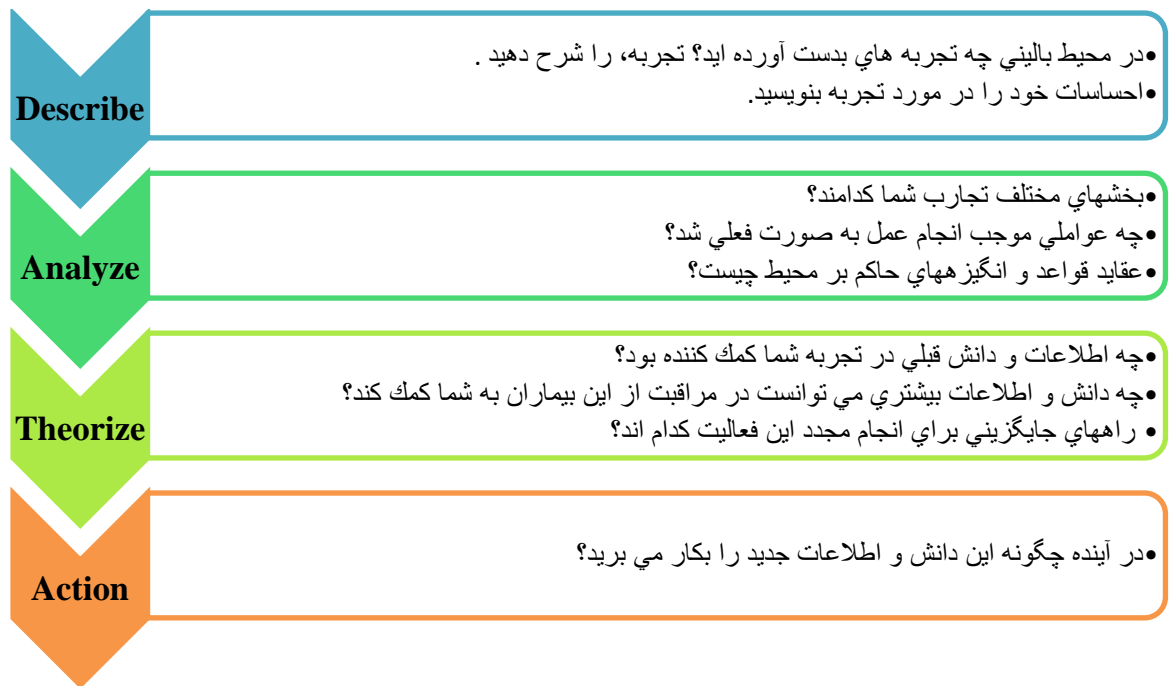 Describe
•در محيط باليني چه تجربه هاي بدست آورده ايد؟ تجربه، را شرح دهيد .
•احساسات خود را در مورد تجربه بنويسيد.
Analyze
•بخشهاي مختلف تجارب شما كدامند؟
•چه عواملي موجب انجام عمل به صورت فعلي شد؟
•عقايد قواعد و انگيزههاي حاكم بر محيط چيست؟
Theorize
•چه اطلاعات و دانش قبلي در تجربه شما كمك كننده بود؟
•چه دانش و اطلاعات بيشتري مي توانست در مراقبت از اين بيماران به شما كمك كند؟
• راههاي جايگزيني براي انجام مجدد اين فعاليت كدام اند؟
Action
•در آينده چگونه اين دانش و اطلاعات جديد را بكار مي بريد؟